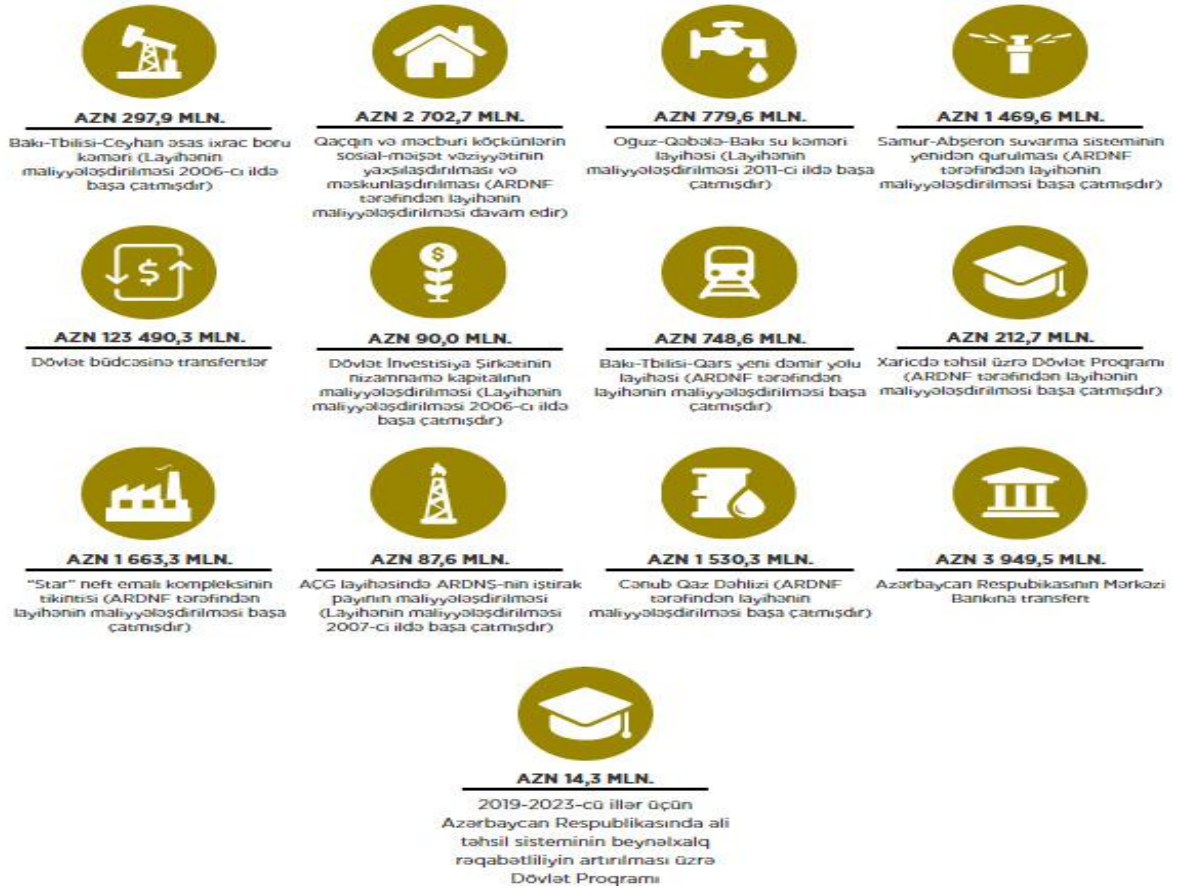 AZN 297,9 MLN.
Bakı-Tbilisi-Ceyhan əsas ixrac boru
kəməri (Layihənin
maliyyələşdirilməsi 2006-cı ildə
başa çatmışdır)
AZN 2 702,7 MLN.
Qaçqın və məcburi köçkünlərin
sosial-məişət vəziyyətinin
yaxşılaşdırılması və
məskunlaşdırılması (ARDNF
tərəfindən layihənin
maliyyələşdirilməsi davam edir)
AZN 779,6 MLN.
Oğuz-Qəbələ-Bakı su kəməri
layihəsi (Layihənin
maliyyələşdirilməsi 2011-ci ildə başa
çatmışdır)
AZN 1 469,6 MLN.
Samur-Abşeron suvarma sisteminin
yenidən qurulması (ARDNF
tərəfindən layihənin
maliyyələşdirilməsi başa çatmışdır)
AZN 123 490,3 MLN.
Dövlət büdcəsinə transfertlər
AZN 90,0 MLN.
Dövlət İnvestisiya Şirkətinin
nizamnamə kapitalının
maliyyələşdirilməsi (Layihənin
maliyyələşdirilməsi 2006-cı ildə
başa çatmışdır)
AZN 748,6 MLN.
Bakı-Tbilisi-Qars yeni dəmir yolu
layihəsi (ARDNF tərəfindən
layihənin maliyyələşdirilməsi başa
çatmışdır)
AZN 212,7 MLN.
Xaricdə təhsil üzrə Dövlət Proqramı
(ARDNF tərəfindən layihənin
maliyyələşdirilməsi başa çatmışdır)
AZN 1 663,3 MLN.
"Star" neft emalı kompleksinin
tikintisi (ARDNF tərəfindən
layihənin maliyyələşdirilməsi başa
çatmışdır)
AZN 87,6 MLN.
AÇG layihəsində ARDNŞ-nin iştirak
payının maliyyələşdirilməsi
(Layihənin maliyyələşdirilməsi
2007-ci ildə başa çatmışdır)
AZN 1 530,3 MLN.
Cənub Qaz Dəhlizi (ARDNF
tərəfindən layihənin
maliyyələşdirilməsi başa çatmışdır)
AZN 3 949,5 MLN.
Azərbaycan Respubikasının Mərkəzi
Bankına transfert
AZN 14,3 MLN.
2019-2023-cü illər üçün
Azərbaycan Respublikasında ali
təhsil sisteminin beynəlxalq
rəqabətliliyin artırılması üzrə
Dövlət Proqramı